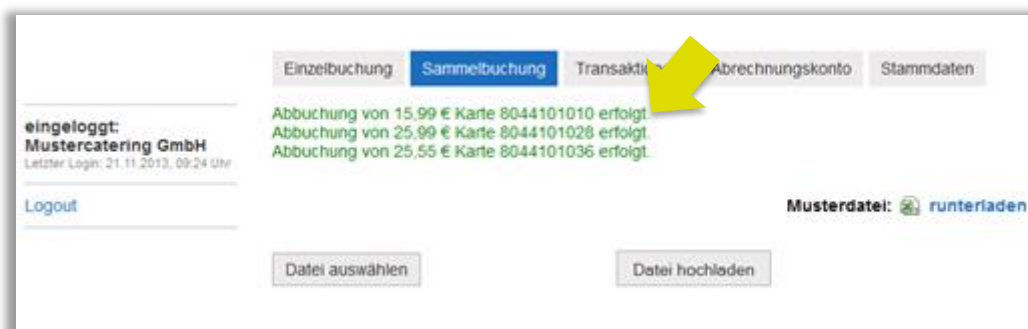 Einzelbuchung Sammelbuchung Transaktio Abrechnungskonto Stammdaten
Abbuchung von 15,99 € Karte 8044101010 erfolgt.
Abbuchung von 25,99 € Karte 8044101028 erfolgt.
Abbuchung von 25,55 € Karte 8044101036 erfolgt.
eingeloggt:
Mustercatering GmbH
Letzter Login: 21.11.2013, 09:24 Uhr
Logout
Musterdatei: runterladen
Datei auswählen Datei hochladen